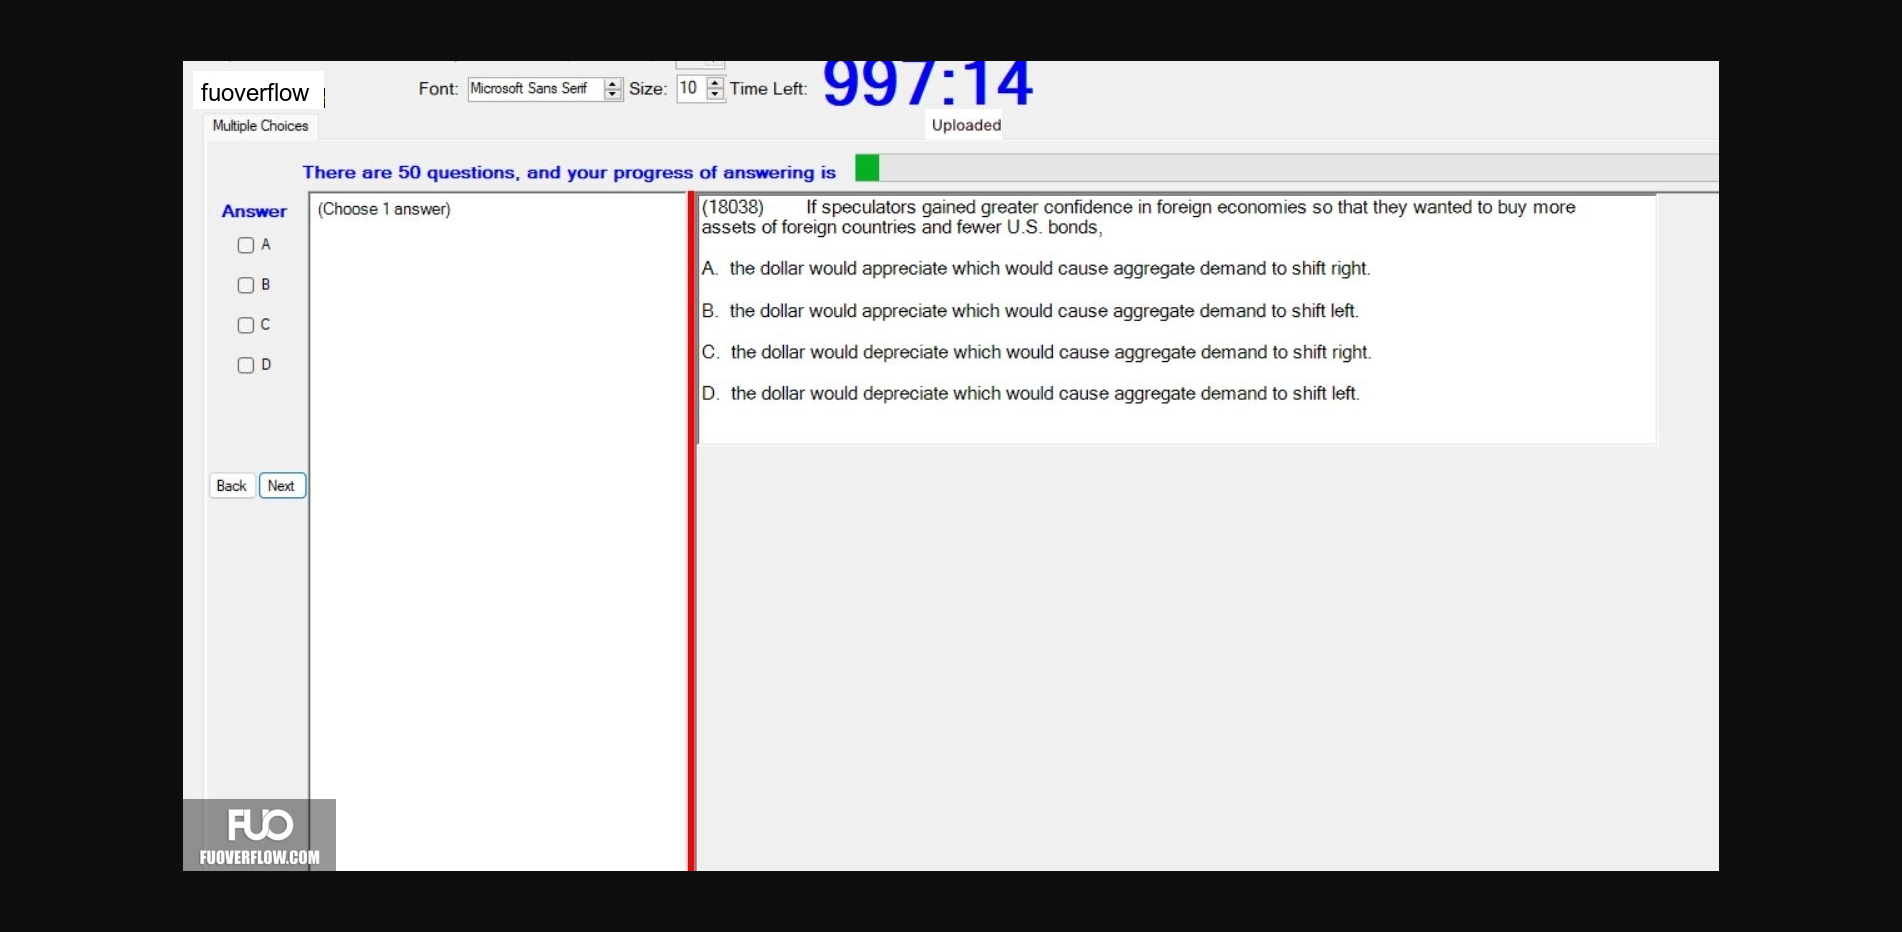 fuoverflow
Font: Microsoft Sans Serif Size: 10 Time Left: 997:14
Multiple Choices
Uploaded
There are 50 questions, and your progress of answering is
Answer
(Choose 1 answer)
A
B
C
D
Back Next
(18038) If speculators gained greater confidence in foreign economies so that they wanted to buy more
assets of foreign countries and fewer U.S. bonds,
A. the dollar would appreciate which would cause aggregate demand to shift right.
B. the dollar would appreciate which would cause aggregate demand to shift left.
C. the dollar would depreciate which would cause aggregate demand to shift right.
D. the dollar would depreciate which would cause aggregate demand to shift left.
FUO
FUOVERFLOW.COM